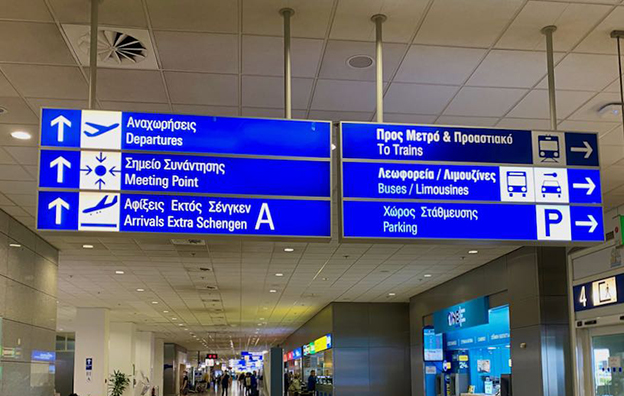 Αναχωρήσεις
Departures
Σημείο Συνάντησης
Meeting Point
Αφίξεις Εκτός Σένγκεν
Arrivals Extra Schengen A
Προς Μετρό & Προαστιακό
To Trains
Λεωφορεία / Λιμουζίνες
Buses / Limousines
Χώρος Στάθμευσης
Parking P
4